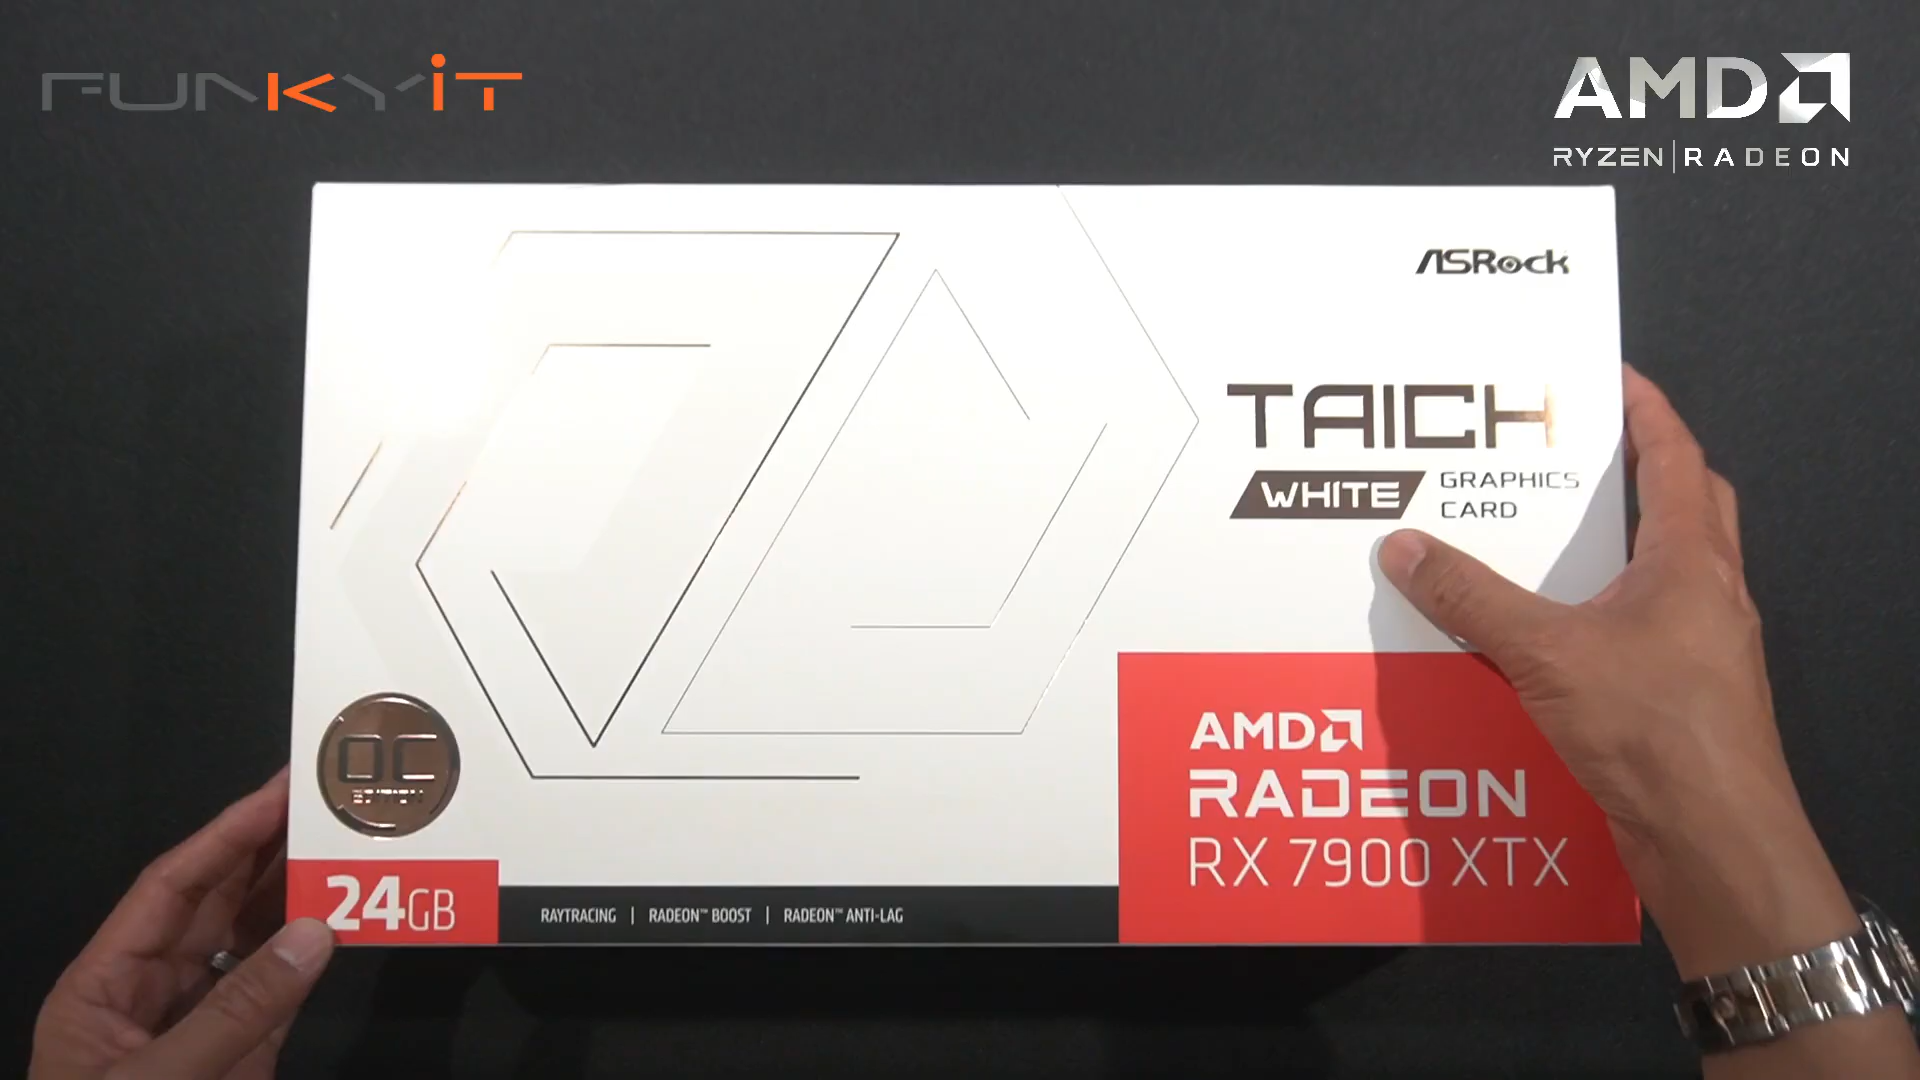 FUNKYiT
AMD
RYZEN | RADEON
ASRock
TAICH
WHITE
GRAPHICS
CARD
OC
AMD
RADEON
RX 7900 XTX
24GB
RAYTRACING | RADEON™ BOOST | RADEON™ ANTI-LAG